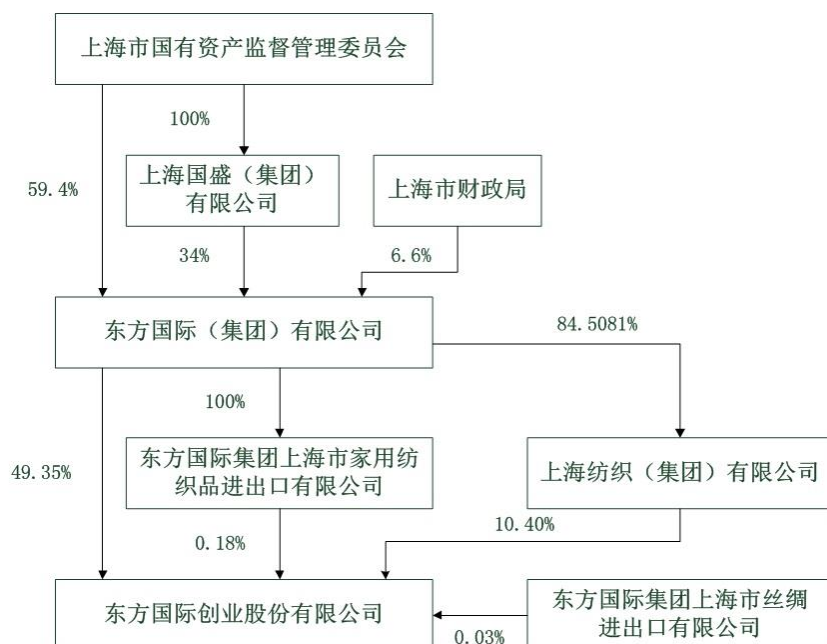 上海市国有资产监督管理委员会
100%
59.4%
上海国盛（集团）
有限公司
上海市财政局
34%
6.6%
东方国际（集团）有限公司
84.5081%
100%
49.35%
东方国际集团上海市家用纺
织品进出口有限公司
上海纺织（集团）有限公司
0.18%
10.40%
东方国际创业股份有限公司
0.03%
东方国际集团上海市丝绸
进出口有限公司